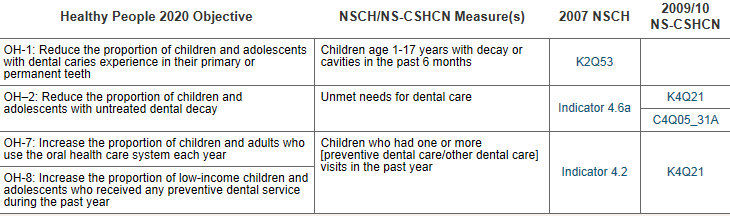 Healthy People 2020 Objective
NSCH/NS-CSHCN Measure(s)
2007 NSCH
2009/10
NS-CSHCN
OH-1: Reduce the proportion of children and adolescents
with dental caries experience in their primary or
permanent teeth
Children age 1-17 years with decay or
cavities in the past 6 months
K2Q53
OH–2: Reduce the proportion of children and
adolescents with untreated dental decay
Unmet needs for dental care
Indicator 4.6a
K4Q21
C4Q05_31A
OH-7: Increase the proportion of children and adults who
use the oral health care system each year
OH-8: Increase the proportion of low-income children and
adolescents who received any preventive dental service
during the past year
Children who had one or more
[preventive dental care/other dental care]
visits in the past year
Indicator 4.2
K4Q21